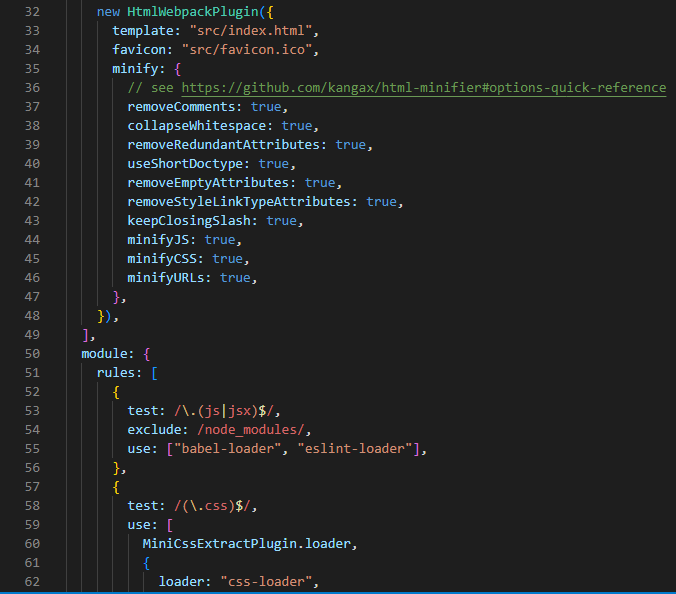 32 new HtmlWebpackPlugin({
33 template: "src/index.html",
34 favicon: "src/favicon.ico",
35 minify: {
36 // see https://github.com/kangax/html-minifier#options-quick-reference
37 removeComments: true,
38 collapseWhitespace: true,
39 removeRedundantAttributes: true,
40 useShortDoctype: true,
41 removeEmptyAttributes: true,
42 removeStyleLinkTypeAttributes: true,
43 keepClosingSlash: true,
44 minifyJS: true,
45 minifyCSS: true,
46 minifyURLs: true,
47 },
48 }),
49 ],
50 module: {
51 rules: [
52 {
53 test: /\.(js|jsx)$/,
54 exclude: /node_modules/,
55 use: ["babel-loader", "eslint-loader"],
56 },
57 {
58 test: /(\.css)$/,
59 use: [
60 MiniCssExtractPlugin.loader,
61 {
62 loader: "css-loader",